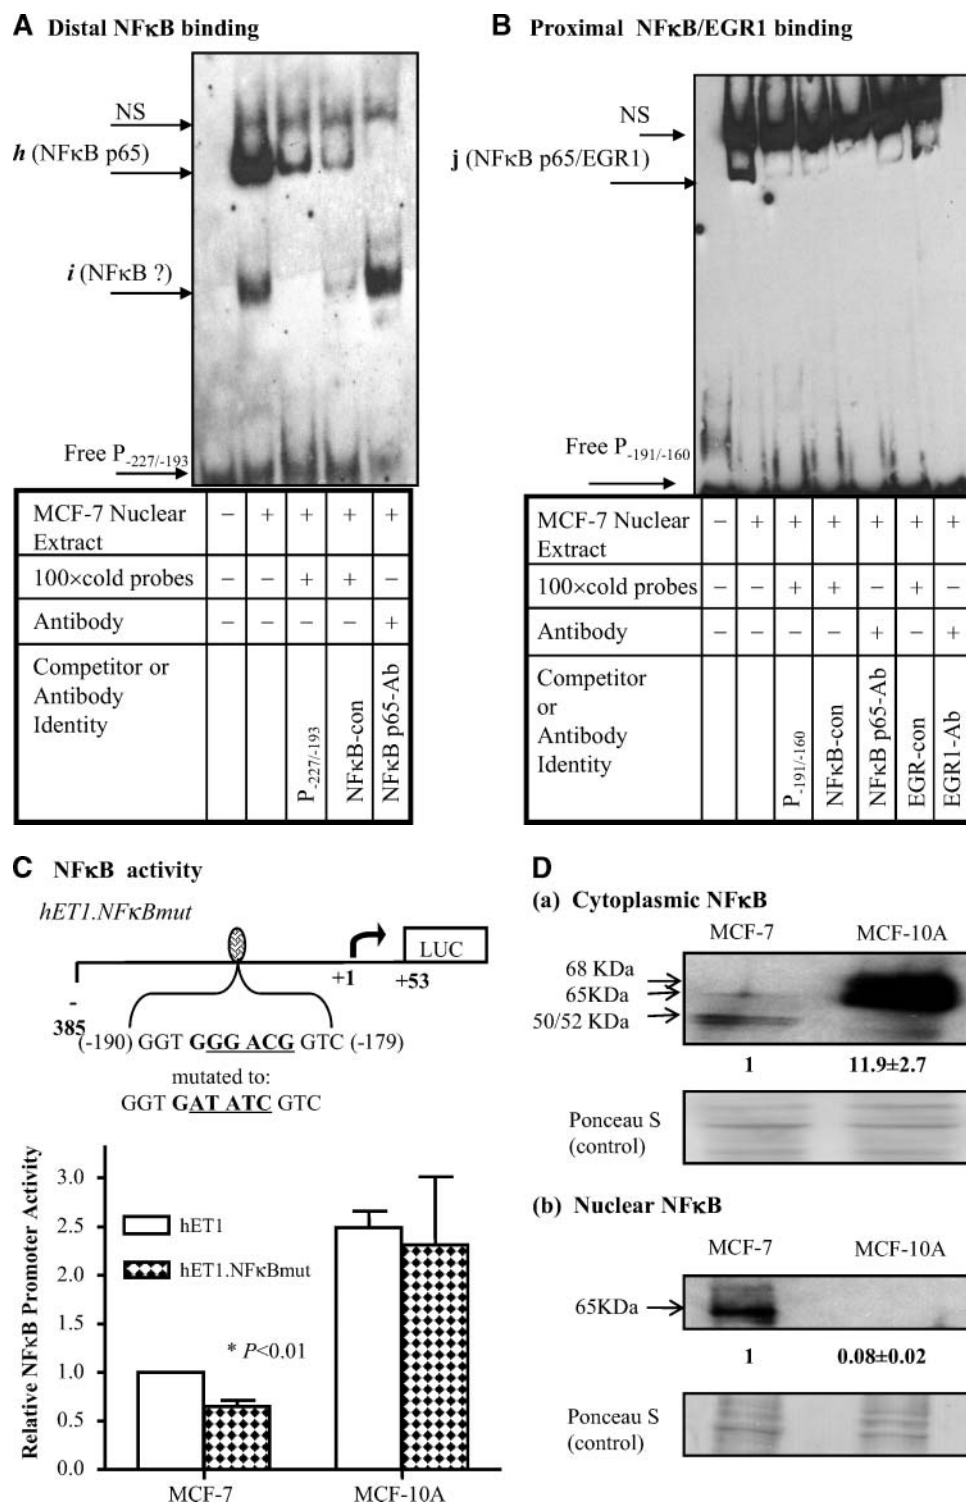 A Distal NFκB binding
NS
h (NFκB p65)
i (NFκB ?)
Free P-227/-193
MCF-7 Nuclear Extract − + + + +
100×cold probes − − + + −
Antibody − − − − +
Competitor or Antibody Identity
P-227/-193
NFκB-con
NFκB p65-Ab
B Proximal NFκB/EGR1 binding
NS
j (NFκB p65/EGR1)
Free P-191/-160
MCF-7 Nuclear Extract − + + + + + +
100×cold probes − − + + − + −
Antibody − − − − + − +
Competitor or Antibody Identity
P-191/-160
NFκB-con
NFκB p65-Ab
EGR-con
EGR1-Ab
C NFκB activity
hET1.NFκBmut
LUC
+1
+53
-385
(-190) GGT GGG ACG GTC (-179)
mutated to:
GGT GAT ATC GTC
Relative NFκB Promoter Activity
3.0
2.5
2.0
1.5
1.0
0.5
0.0
hET1
hET1.NFκBmut
* P<0.01
MCF-7 MCF-10A
D
(a) Cytoplasmic NFκB
MCF-7 MCF-10A
68 KDa
65KDa
50/52 KDa
1 11.9±2.7
Ponceau S
(control)
(b) Nuclear NFκB
MCF-7 MCF-10A
65KDa
1 0.08±0.02
Ponceau S
(control)